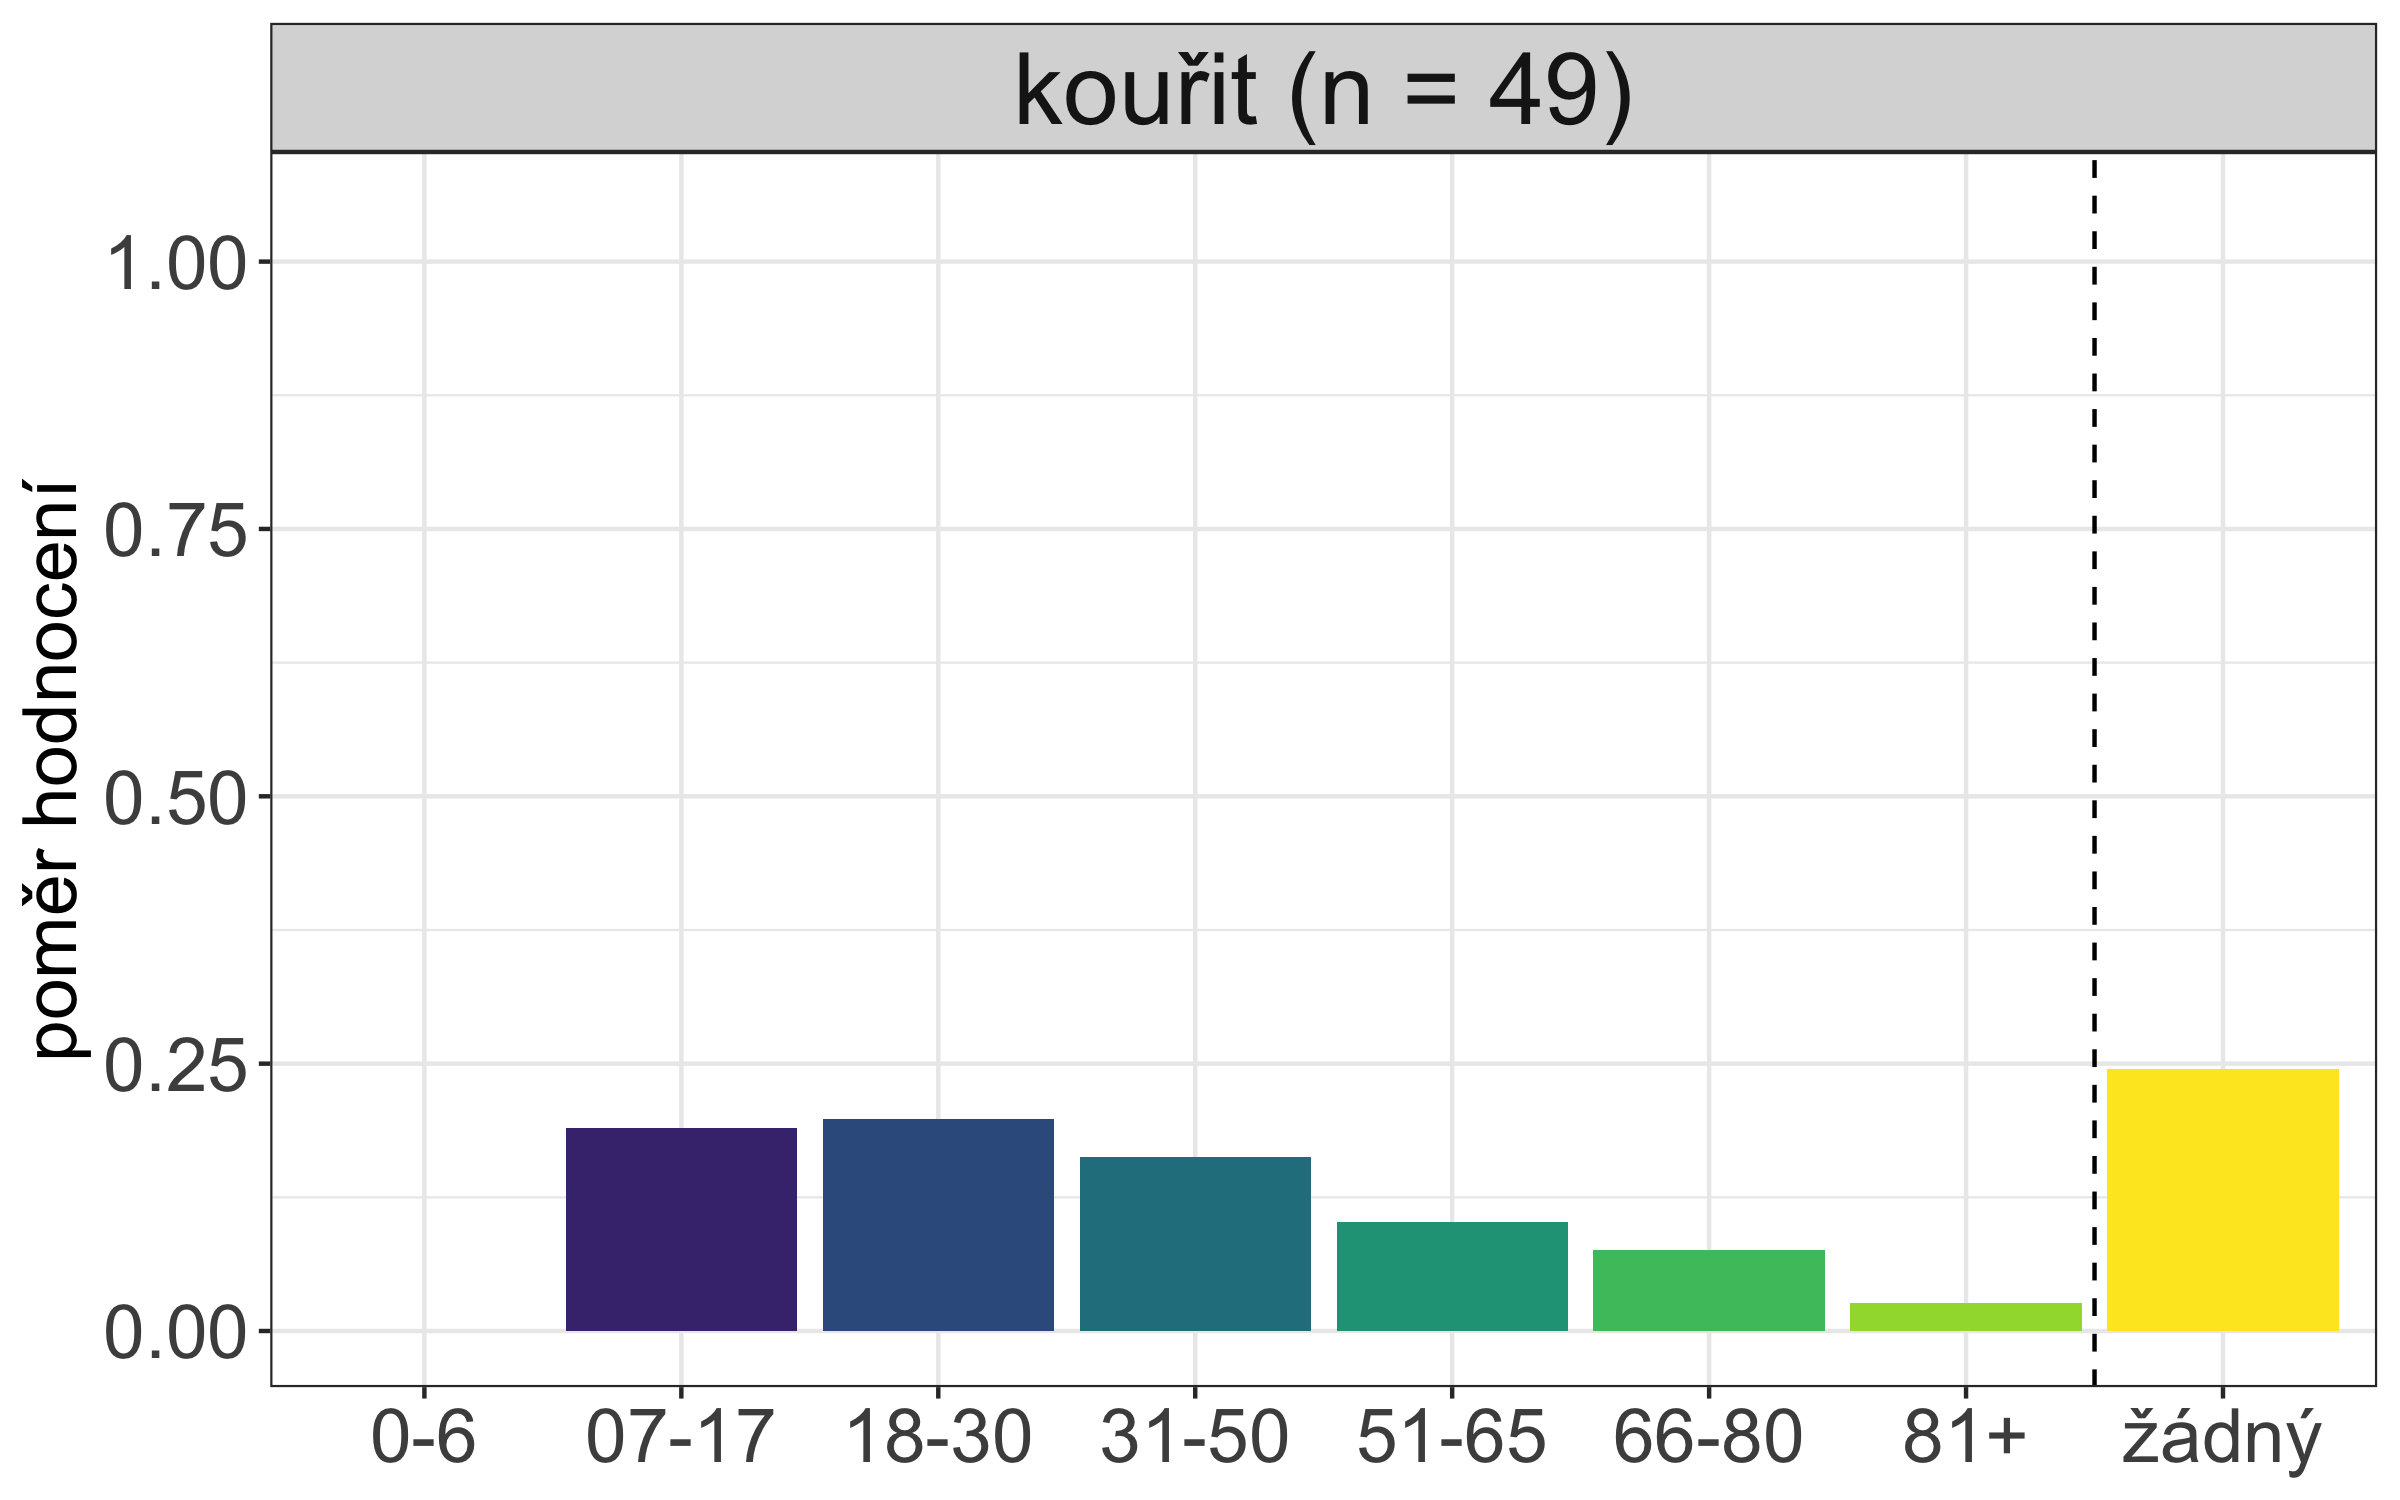 kouřit (n = 49)
poměr hodnocení
1.00
0.75
0.50
0.25
0.00
0-6 07-17 18-30 31-50 51-65 66-80 81+ žádný